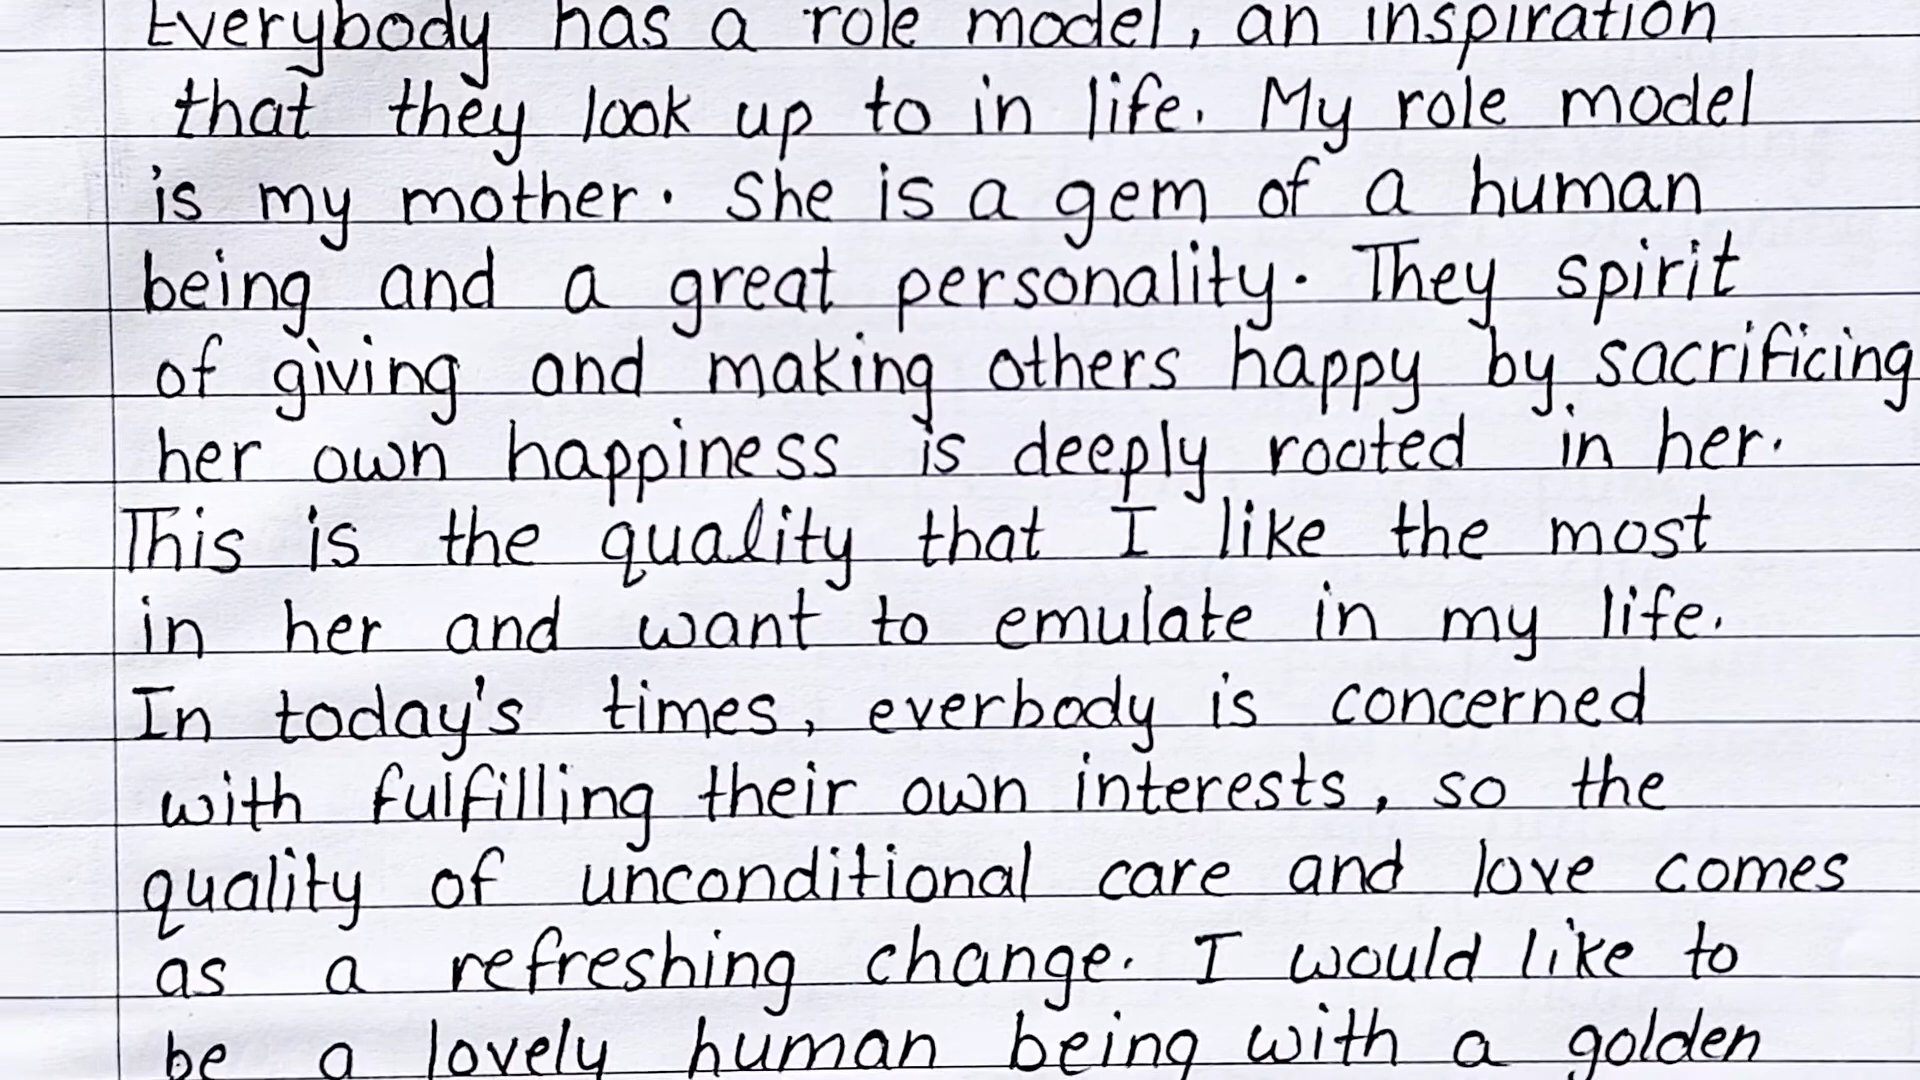 Everybody has a role model, an inspiration
that they look up to in life. My role model
is my mother. She is a gem of a human
being and a great personality. They spirit
of giving and making others happy by sacrificing
her own happiness is deeply rooted in her.
This is the quality that I like the most
in her and want to emulate in my life.
In today's times, everbody is concerned
with fulfilling their own interests, so the
quality of unconditional care and love comes
as a refreshing change. I would like to
be a lovely human being with a golden